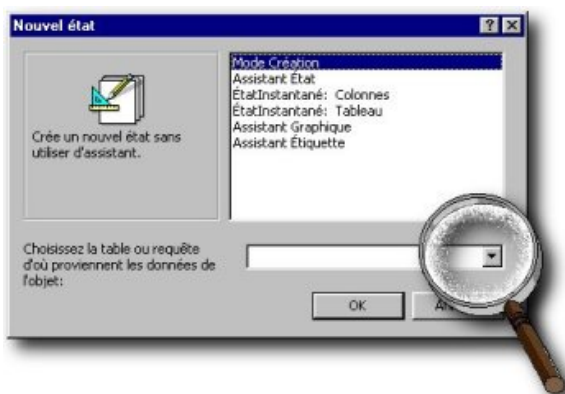 Nouvel état
Mode Création
Assistant État
ÉtatInstantané: Colonnes
ÉtatInstantané: Tableau
Assistant Graphique
Assistant Étiquette
Crée un nouvel état sans
utiliser d'assistant.
Choisissez la table ou requête
d'où proviennent les données de
l'objet:
OK